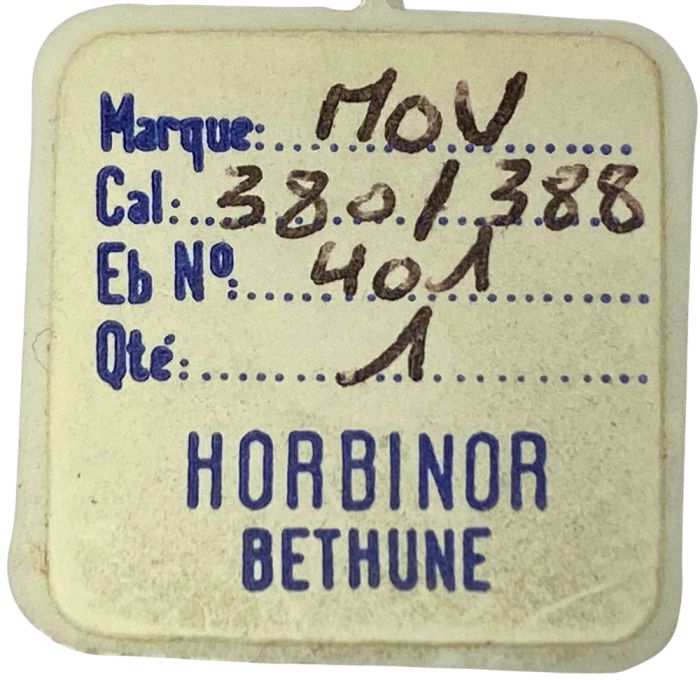 Marque: MOV
Cal: 380/388
Eb Nº: 401
Qté: 1
HORBINOR
BETHUNE